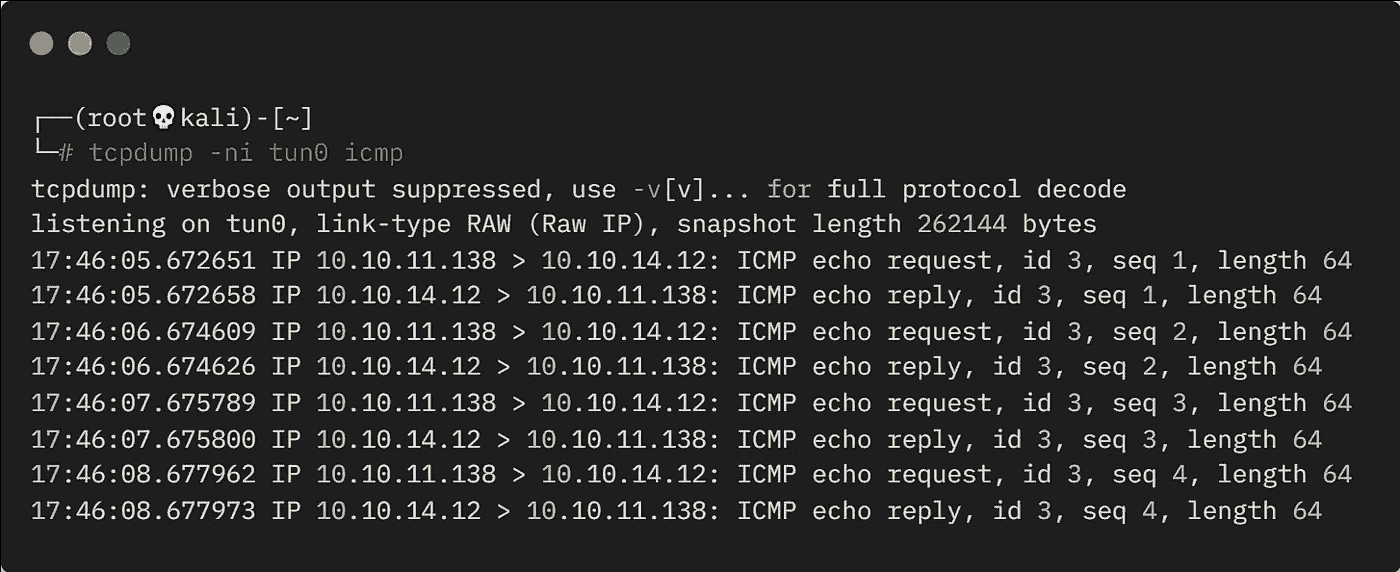 ┌──(root💀kali)-[~]
└─# tcpdump -ni tun0 icmp
tcpdump: verbose output suppressed, use -v[v]... for full protocol decode
listening on tun0, link-type RAW (Raw IP), snapshot length 262144 bytes
17:46:05.672651 IP 10.10.11.138 > 10.10.14.12: ICMP echo request, id 3, seq 1, length 64
17:46:05.672658 IP 10.10.14.12 > 10.10.11.138: ICMP echo reply, id 3, seq 1, length 64
17:46:06.674609 IP 10.10.11.138 > 10.10.14.12: ICMP echo request, id 3, seq 2, length 64
17:46:06.674626 IP 10.10.14.12 > 10.10.11.138: ICMP echo reply, id 3, seq 2, length 64
17:46:07.675789 IP 10.10.11.138 > 10.10.14.12: ICMP echo request, id 3, seq 3, length 64
17:46:07.675800 IP 10.10.14.12 > 10.10.11.138: ICMP echo reply, id 3, seq 3, length 64
17:46:08.677962 IP 10.10.11.138 > 10.10.14.12: ICMP echo request, id 3, seq 4, length 64
17:46:08.677973 IP 10.10.14.12 > 10.10.11.138: ICMP echo reply, id 3, seq 4, length 64